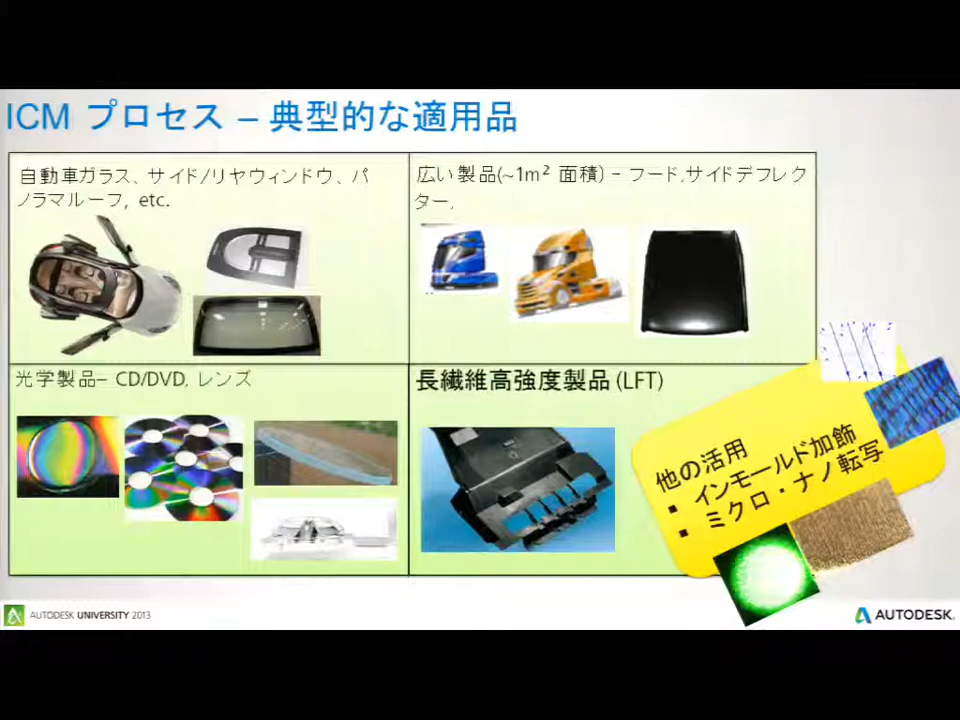 ICM プロセス – 典型的な適用品
自動車ガラス、サイド/リヤウィンドウ、パ
ノラマルーフ, etc.
広い製品(~1m² 面積) – フード,サイドデフレク
ター,
光学製品– CD/DVD, レンズ
長繊維高強度製品 (LFT)
他の活用
▪ インモールド加飾
▪ ミクロ・ナノ転写
AUTODESK UNIVERSITY 2013
AUTODESK.